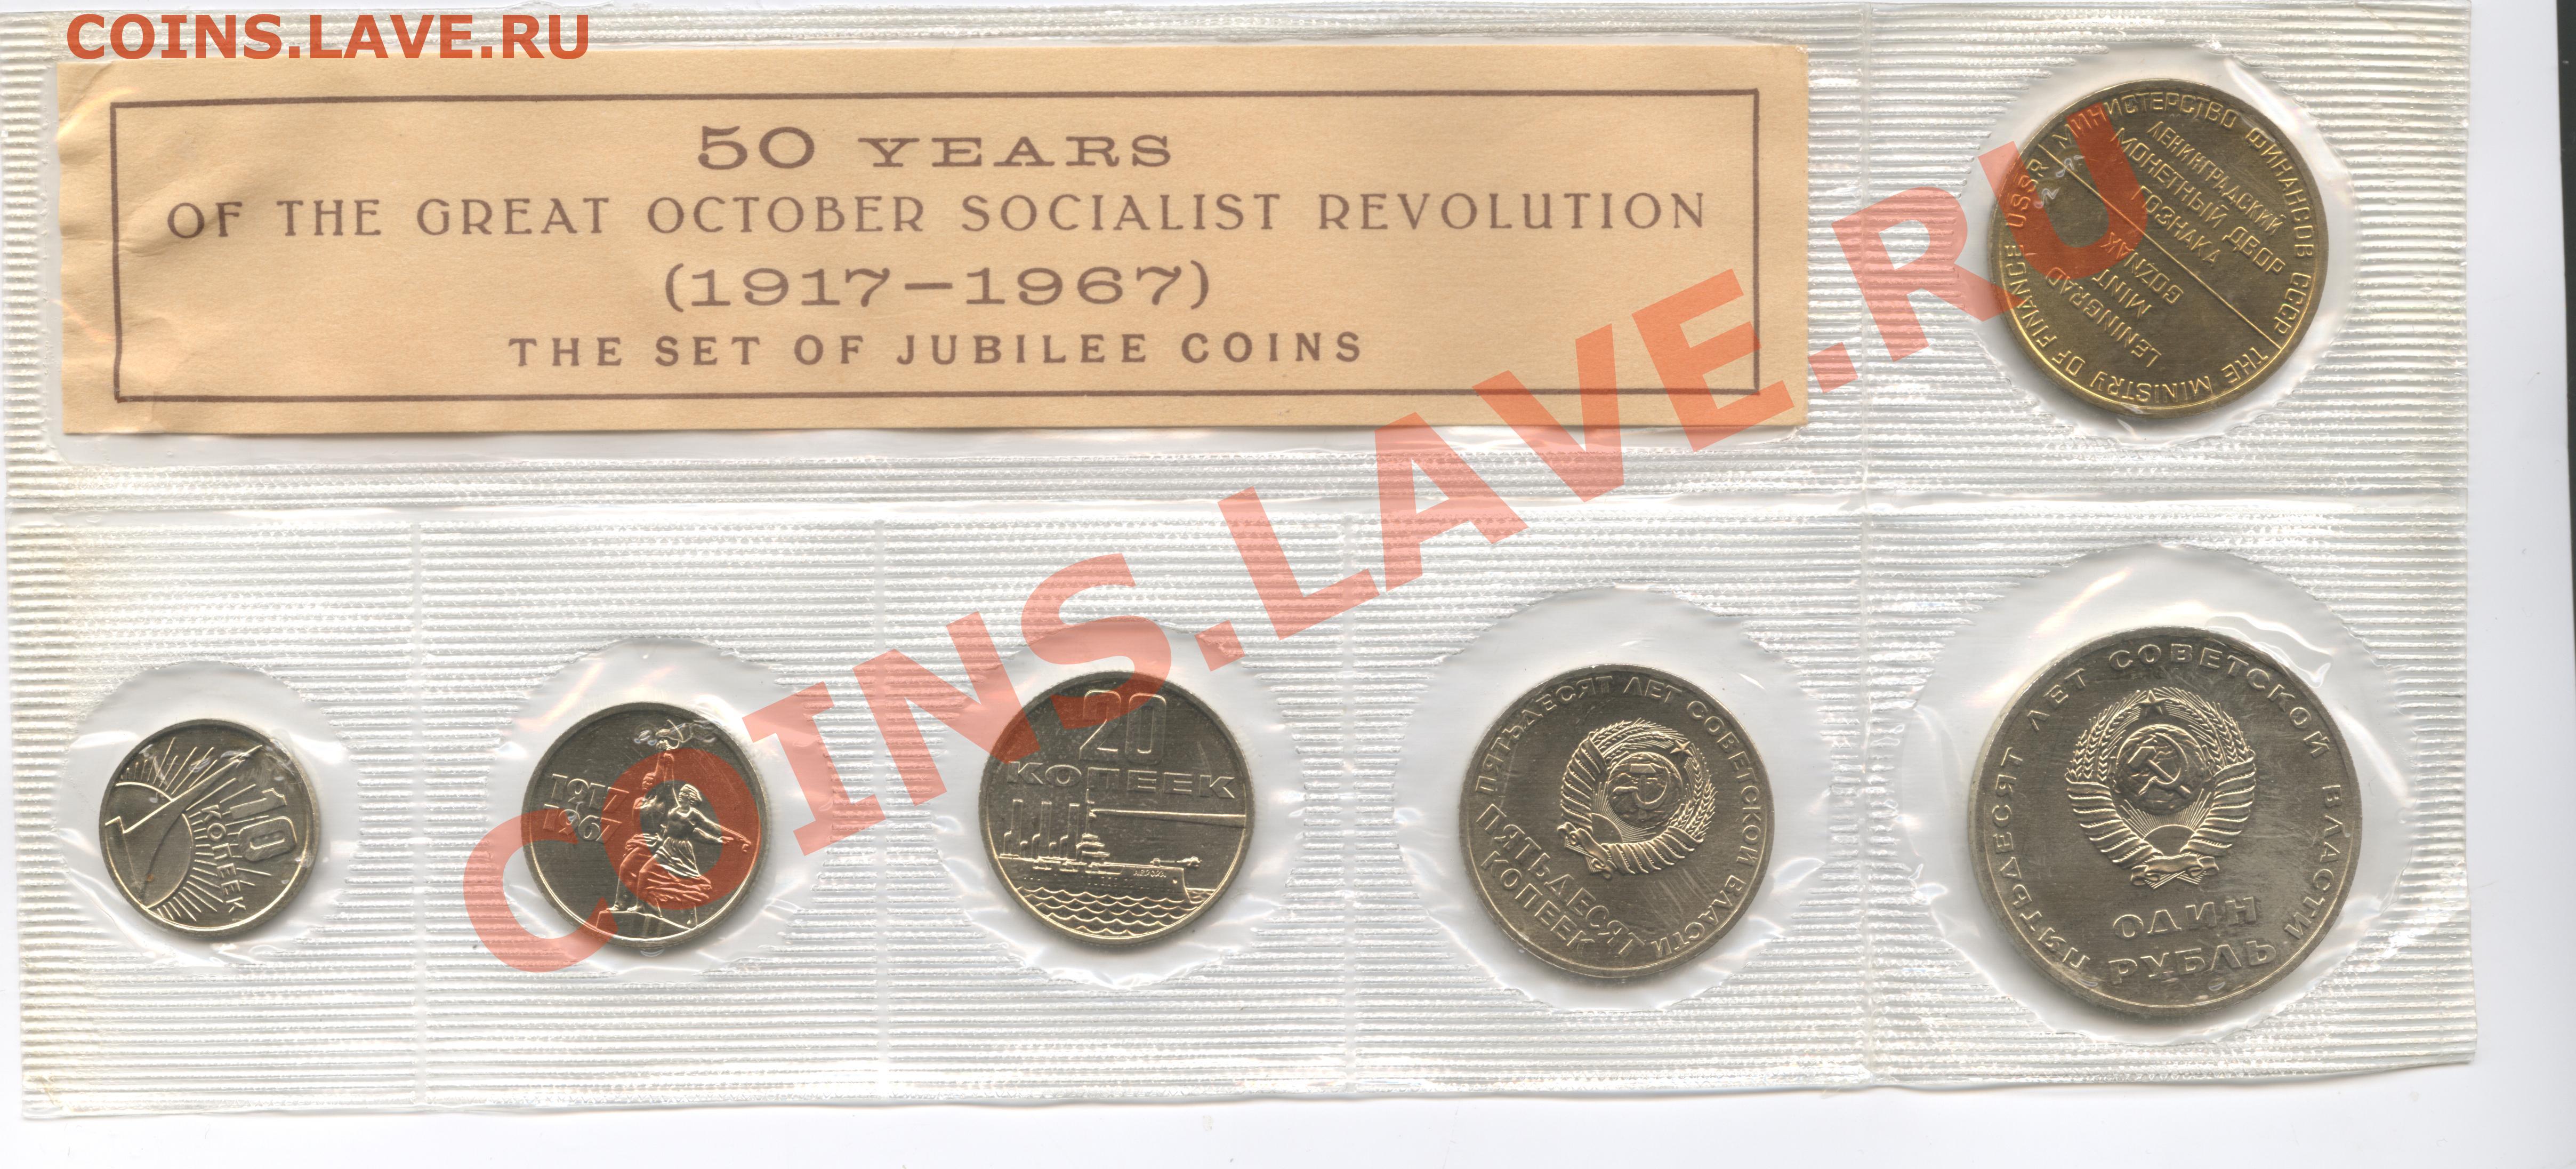 COINS.LAVE.RU
50 YEARS
OF THE GREAT OCTOBER SOCIALIST REVOLUTION
(1917—1967)
THE SET OF JUBILEE COINS
МИНИСТЕРСТВО ФИНАНСОВ СССР
ЛЕНИНГРАДСКИЙ
МОНЕТНЫЙ ДВОР
ГОЗНАКА
THE MINISTRY OF FINANCE USSR
LENINGRAD
MINT
GOZNAK
COINS.LAVE.RU
10
КОПЕЕК
1917
1967
20
КОПЕЕК
АВРОРА
ПЯТЬДЕСЯТ ЛЕТ СОВЕТСКОЙ ВЛАСТИ
ПЯТЬДЕСЯТ
КОПЕЕК
ПЯТЬДЕСЯТ ЛЕТ СОВЕТСКОЙ ВЛАСТИ
ОДИН
РУБЛЬ